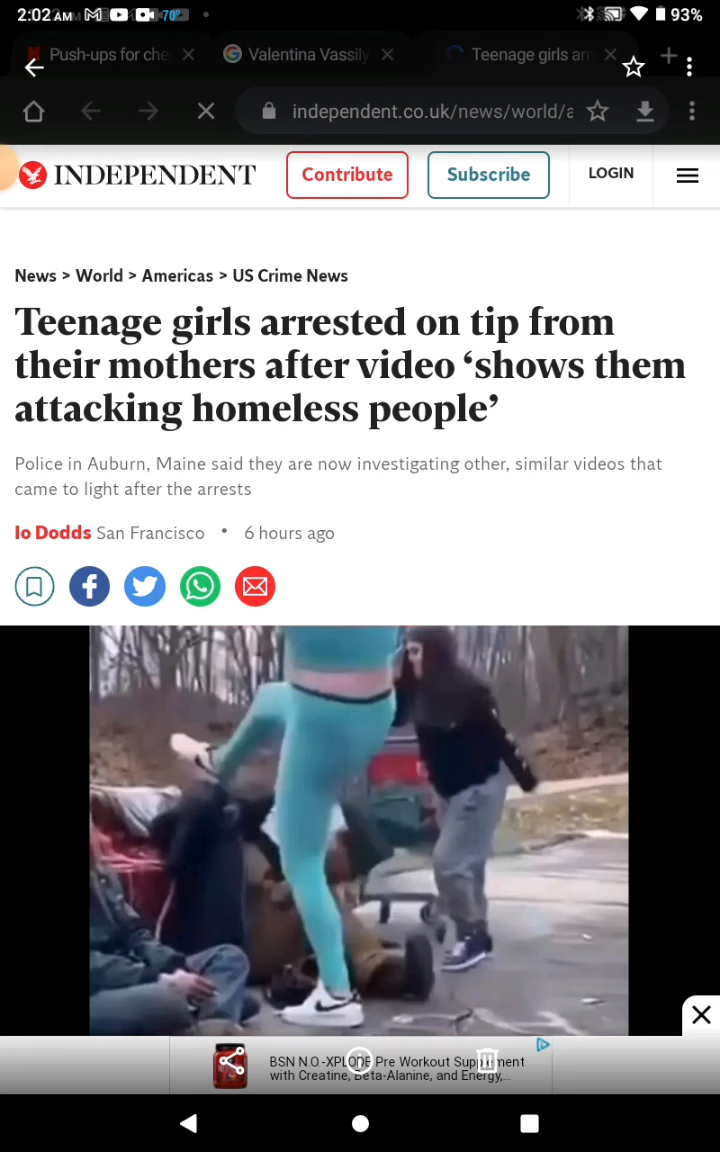 2:02 AM 70° 93%
Push-ups for che
Valentina Vassily
Teenage girls arr
independent.co.uk/news/world/a
INDEPENDENT
Contribute
Subscribe
LOGIN
News > World > Americas > US Crime News
Teenage girls arrested on tip from
their mothers after video ‘shows them
attacking homeless people’
Police in Auburn, Maine said they are now investigating other, similar videos that
came to light after the arrests
Io Dodds San Francisco • 6 hours ago
BSN N.O.-XPLODE Pre Workout Supplement
with Creatine, Beta-Alanine, and Energy,...